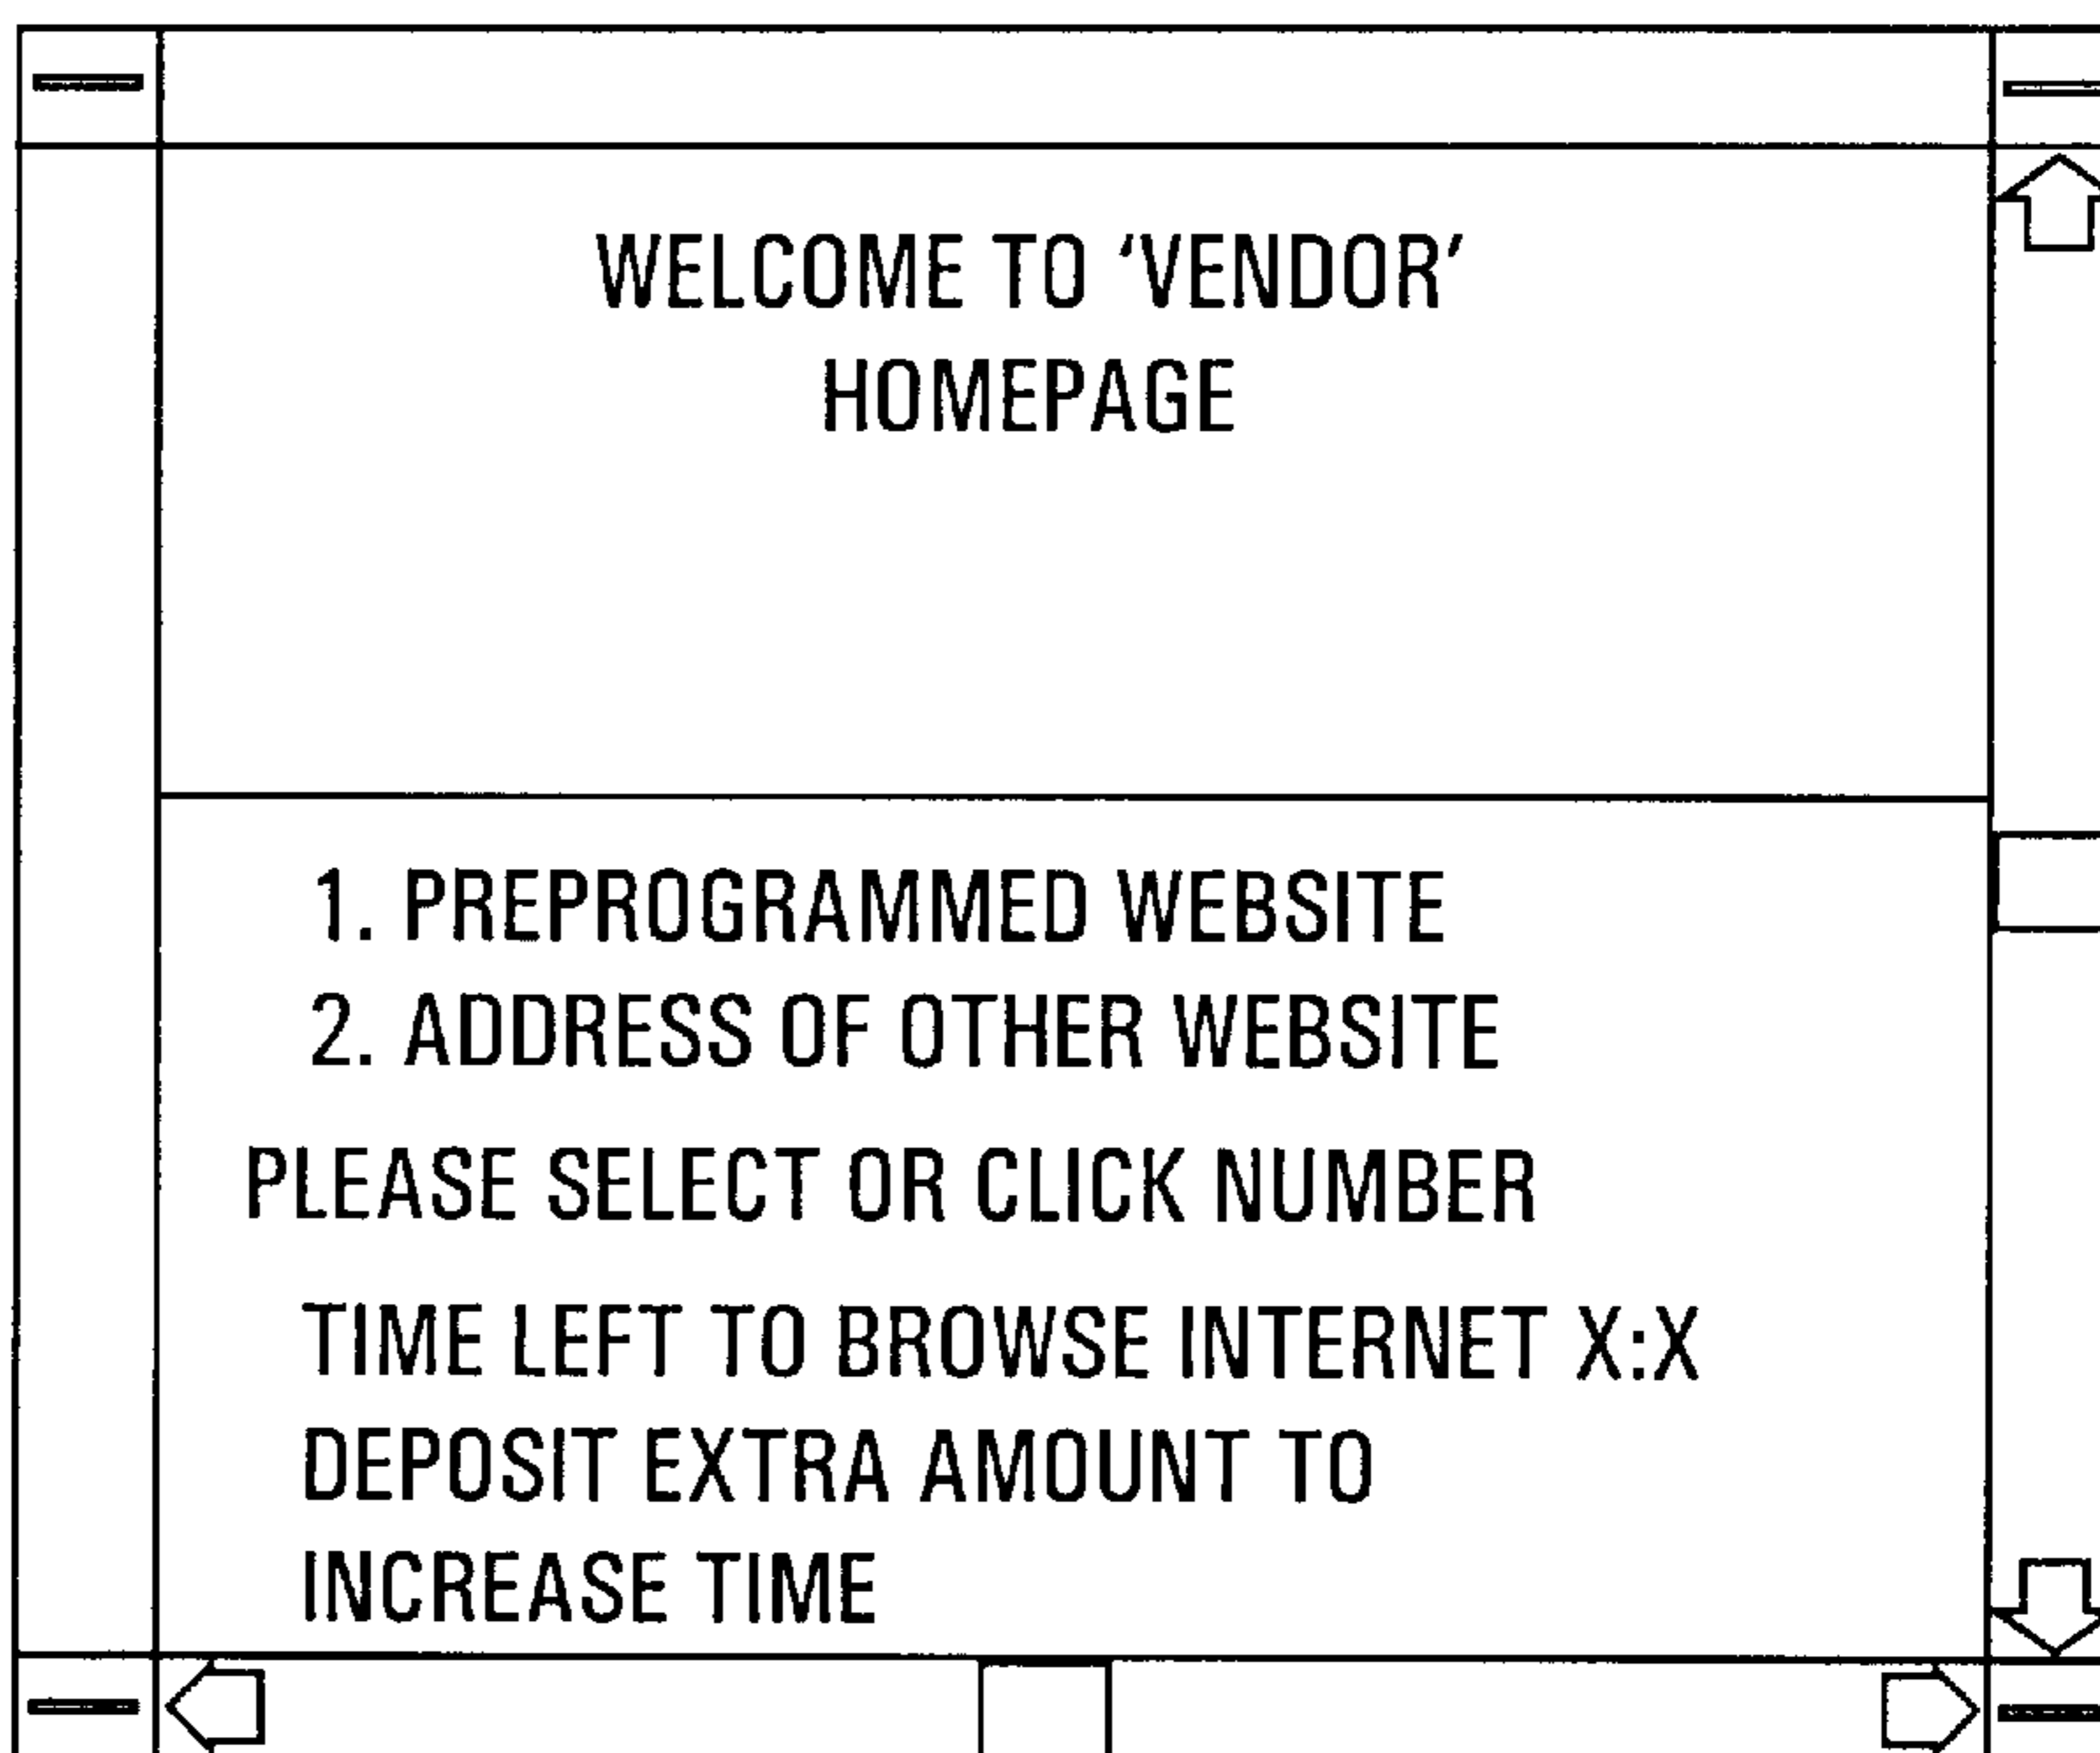 WELCOME TO 'VENDOR'
HOMEPAGE
1. PREPROGRAMMED WEBSITE
2. ADDRESS OF OTHER WEBSITE
PLEASE SELECT OR CLICK NUMBER
TIME LEFT TO BROWSE INTERNET X:X
DEPOSIT EXTRA AMOUNT TO
INCREASE TIME